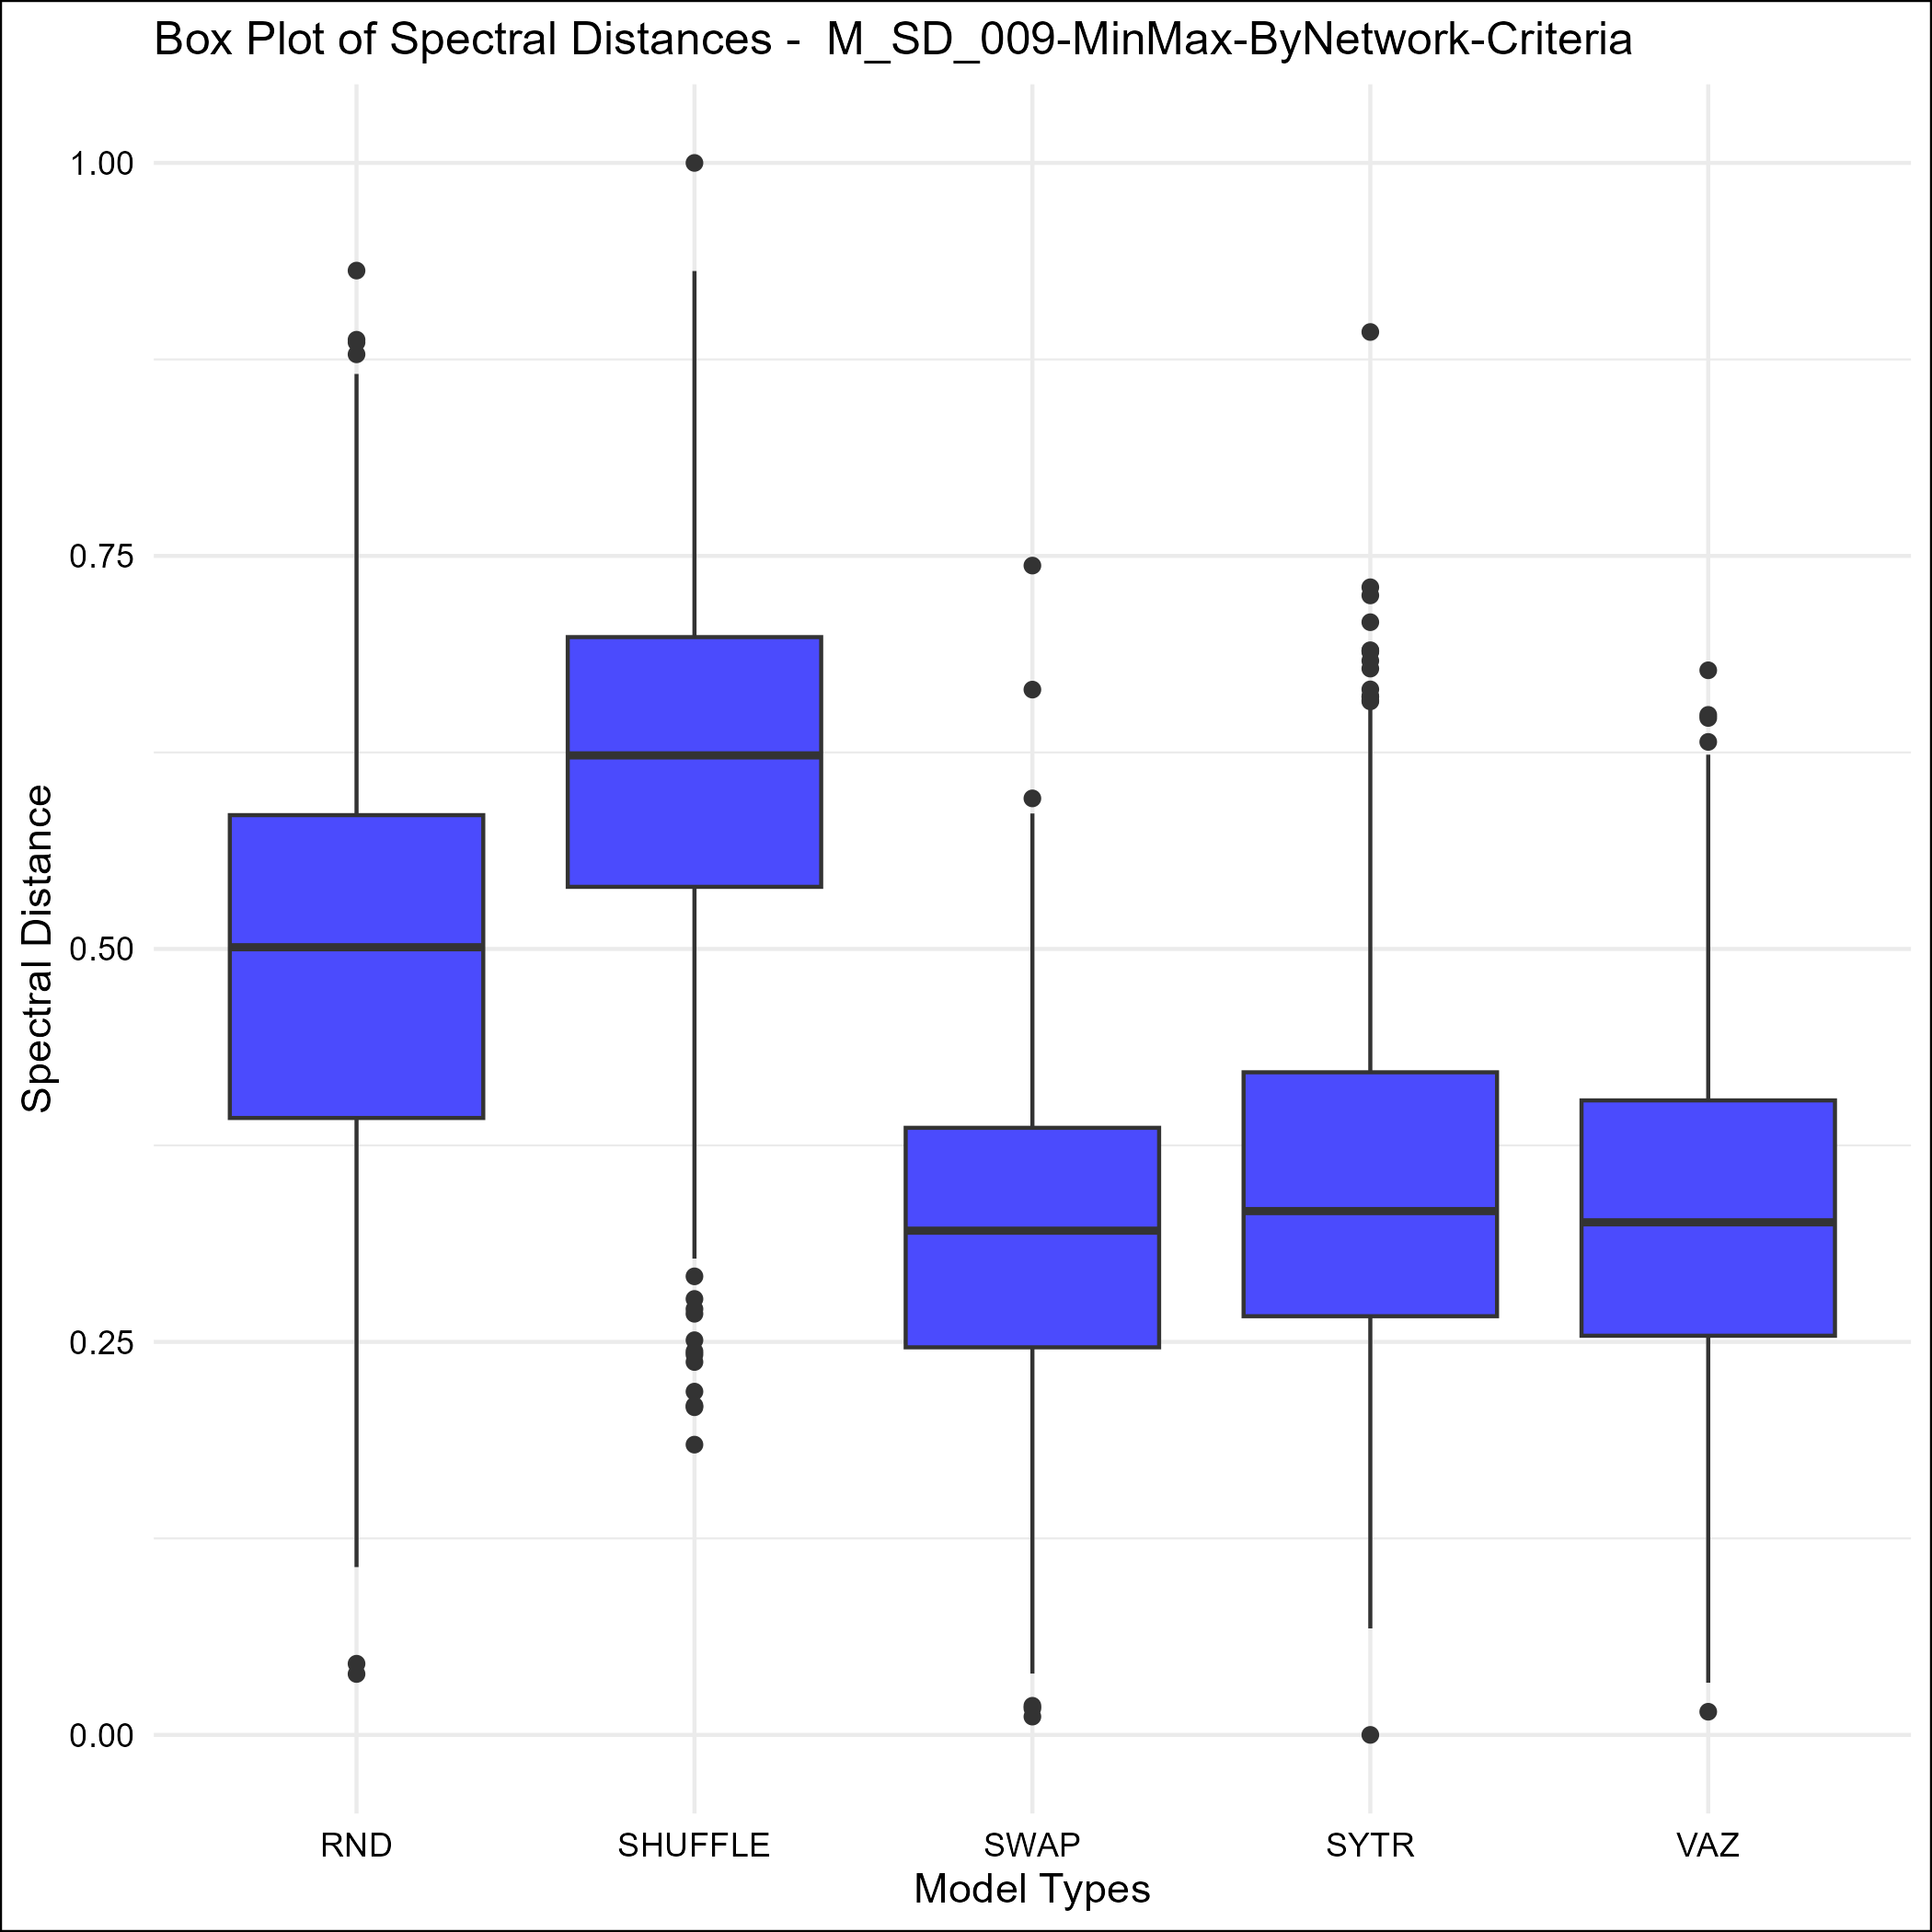 Box Plot of Spectral Distances -  M_SD_009-MinMax-ByNetwork-Criteria
1.00
0.75
0.50
0.25
0.00
Spectral Distance
RND SHUFFLE SWAP SYTR VAZ
Model Types